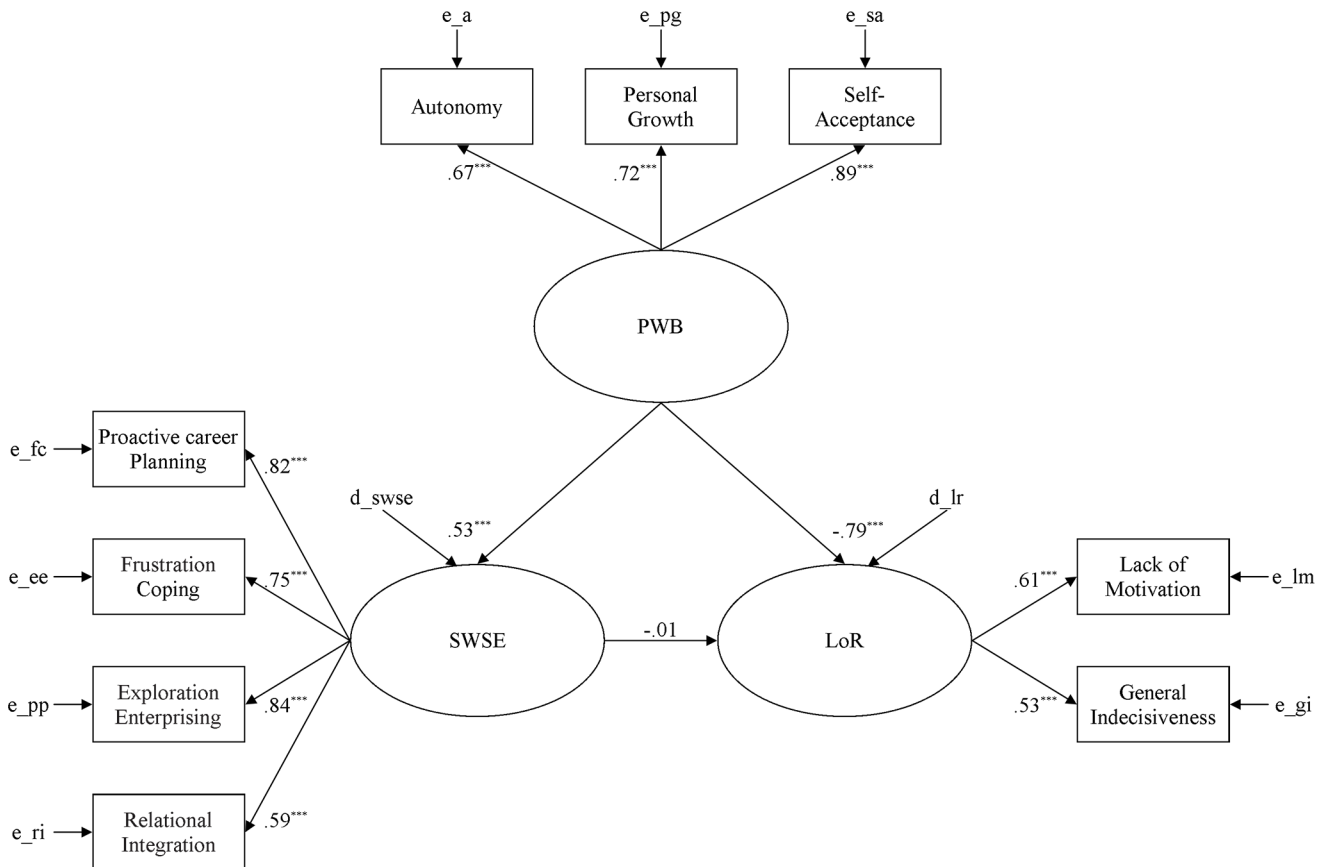 e_a
e_pg
e_sa
Autonomy
Personal
Growth
Self-
Acceptance
.67***
.72***
.89***
PWB
e_fc
Proactive career
Planning
.82***
d_swse
d_lr
.53***
-.79***
e_ee
Frustration
Coping
.75***
Lack of
Motivation
e_lm
.61***
SWSE
-.01
LoR
e_pp
Exploration
Enterprising
.84***
General
Indecisiveness
e_gi
.53***
e_ri
Relational
Integration
.59***